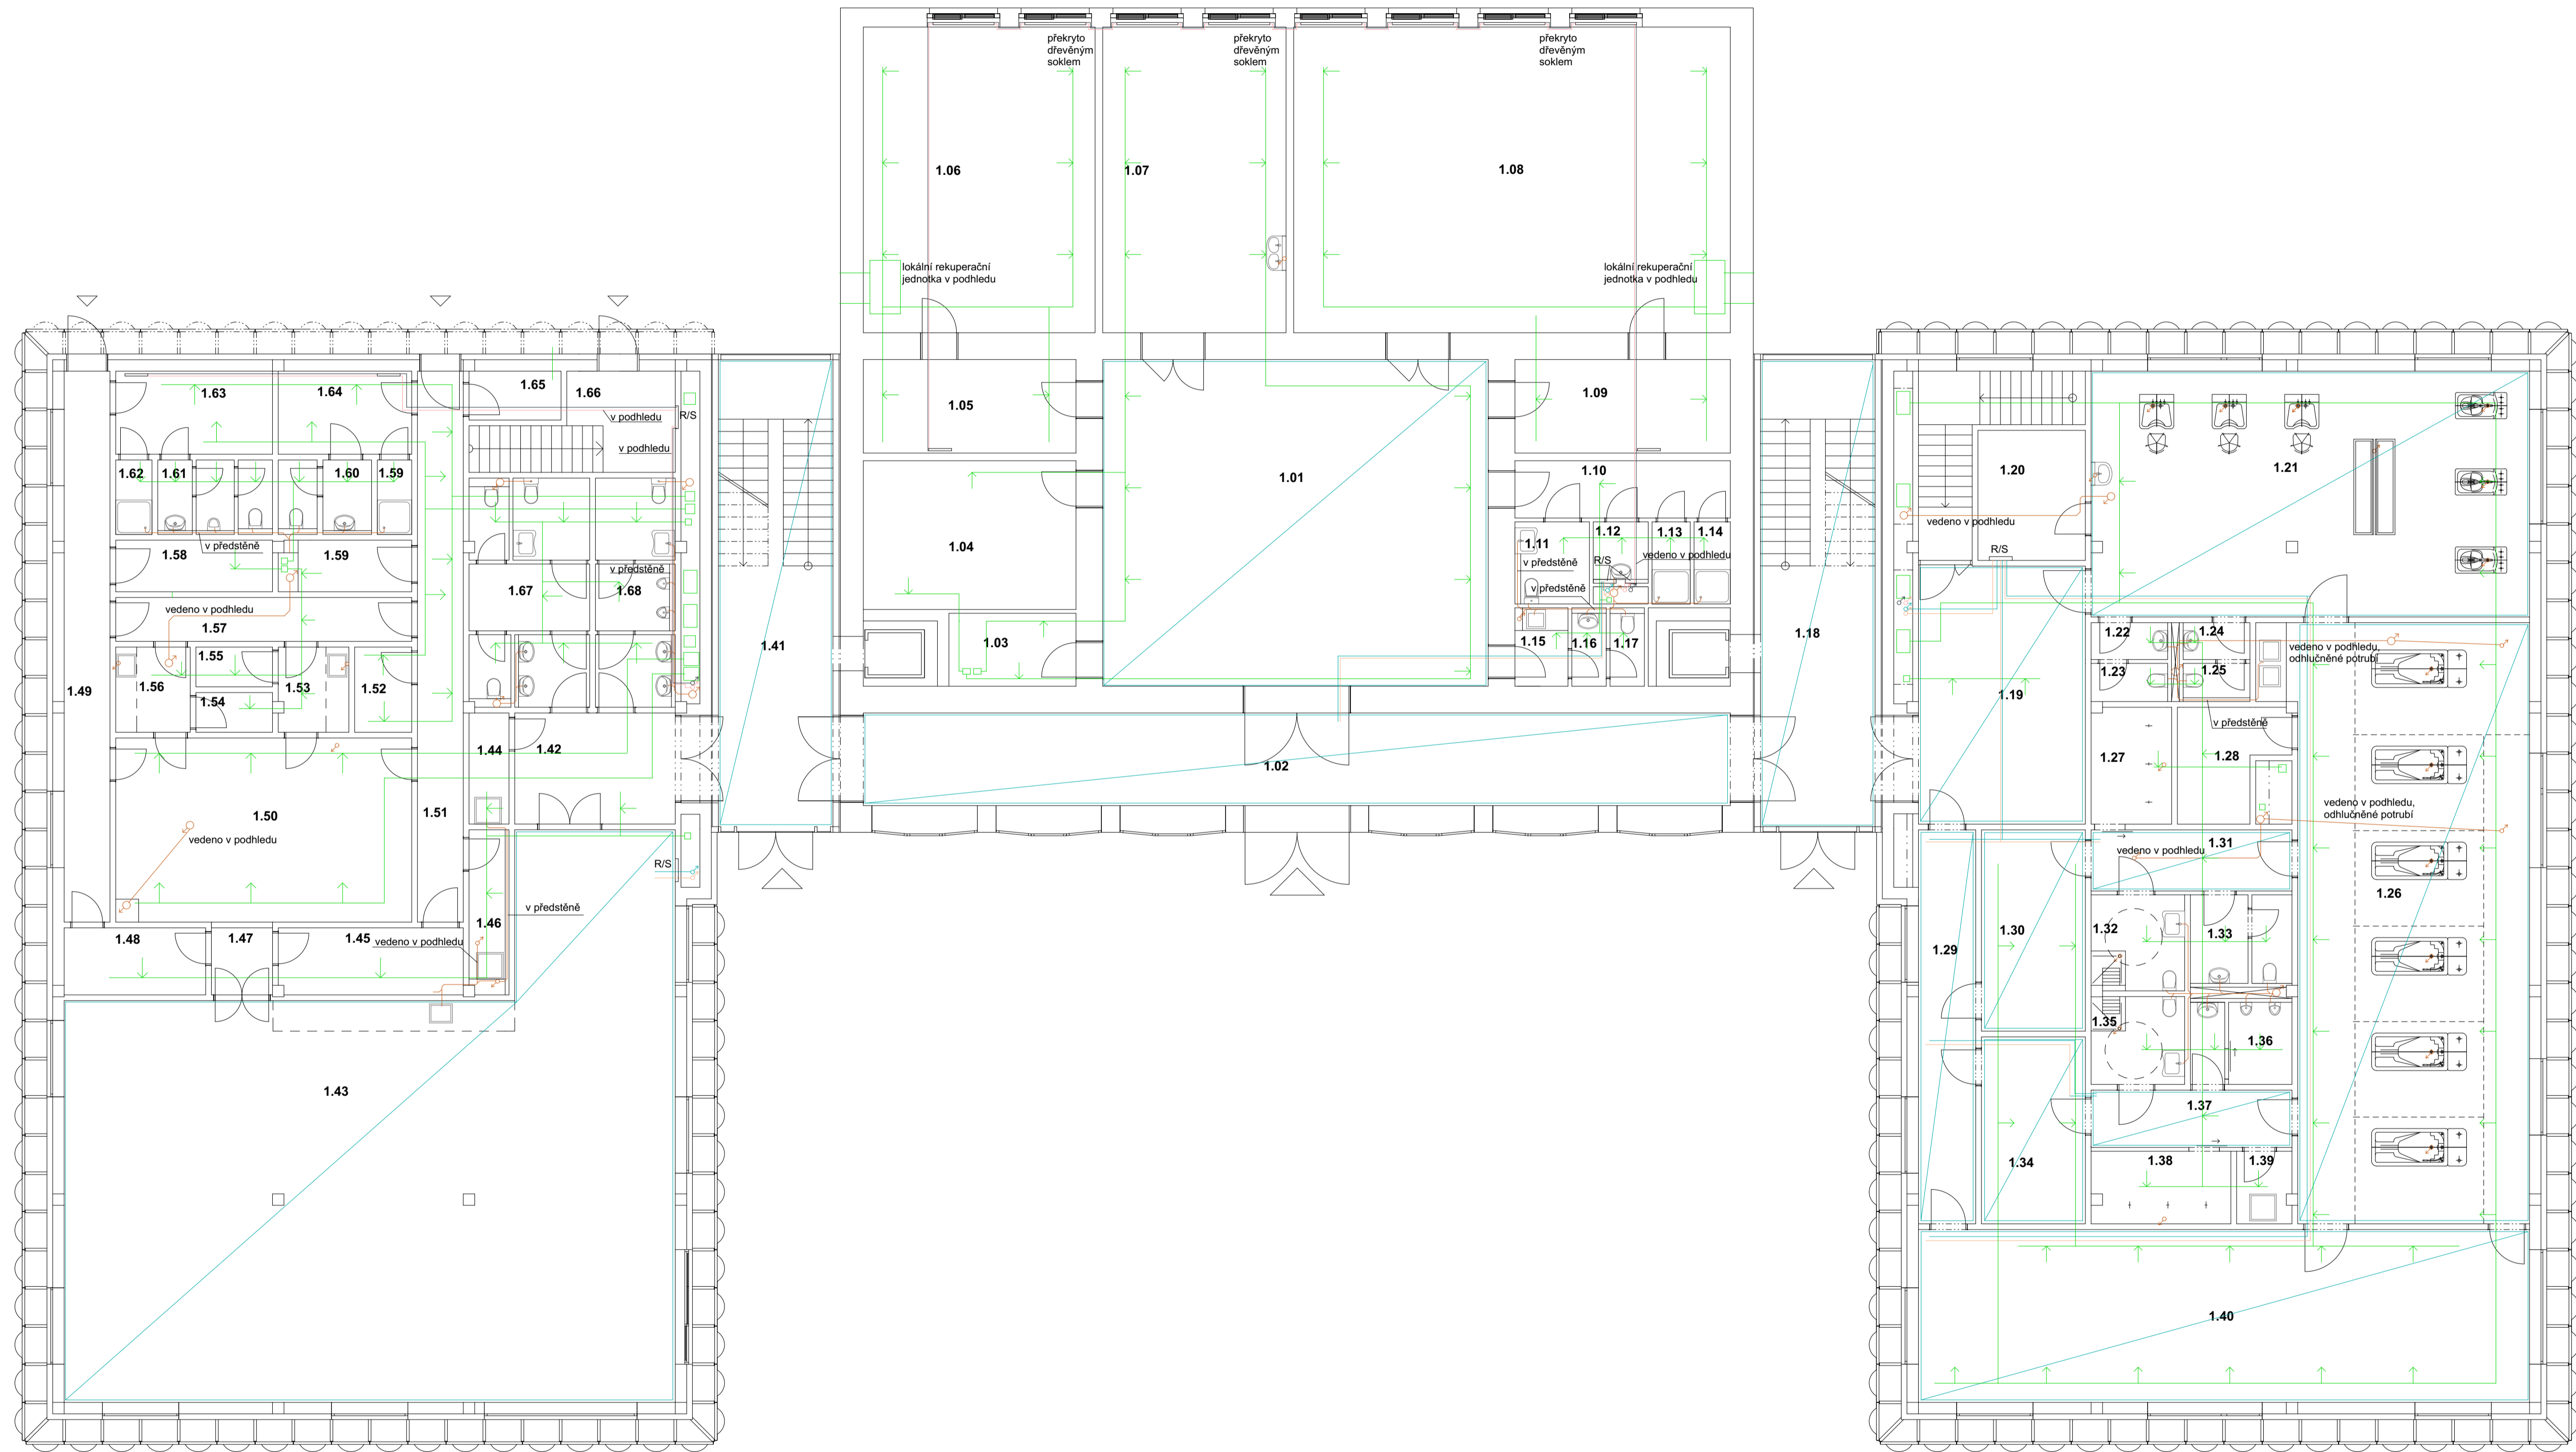 překryto
dřevěným
soklem
překryto
dřevěným
soklem
překryto
dřevěným
soklem
1.06
1.07
1.08
lokální rekuperační
jednotka v podhledu
lokální rekuperační
jednotka v podhledu
1.63
1.64
1.65
1.66
v podhledu
R/S
v podhledu
1.05
1.09
1.62
1.61
1.60
1.59
1.01
1.10
1.20
1.21
vedeno v podhledu
R/S
v předstěně
1.58
1.59
1.04
1.11
1.12
1.13
1.14
v předstěně
R/S
vedeno v podhledu
v předstěně
v předstěně
1.67
1.68
vedeno v podhledu
1.57
1.55
1.56
1.53
1.52
1.54
1.49
1.41
1.03
1.15
1.16
1.17
1.18
1.19
1.22
1.24
1.23
1.25
vedeno v podhledu,
odhlučněné potrubí
v předstěně
1.44
1.42
1.02
1.27
1.28
1.50
1.51
vedeno v podhledu
vedeno v podhledu,
odhlučněné potrubí
1.31
vedeno v podhledu
R/S
1.26
v předstěně
1.46
1.48
1.47
1.45
vedeno v podhledu
1.29
1.30
1.32
1.33
1.35
1.36
1.43
1.37
1.34
1.38
1.39
1.40